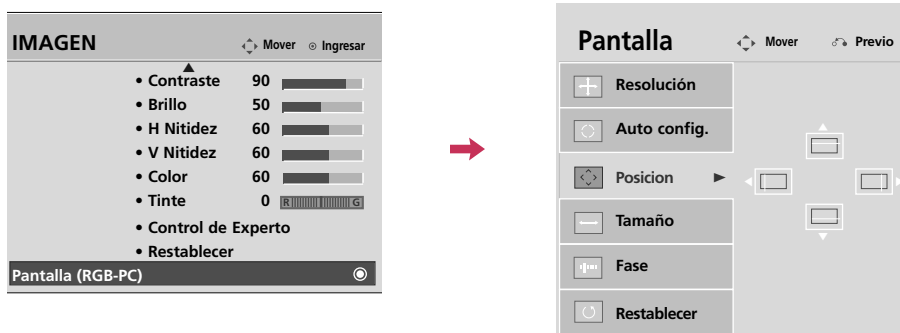 IMAGEN
Mover
Ingresar
• Contraste 90
• Brillo 50
• H Nitidez 60
• V Nitidez 60
• Color 60
• Tinte 0 R G
• Control de Experto
• Restablecer
Pantalla (RGB-PC)
Pantalla
Mover
Previo
Resolución
Auto config.
Posicion
Tamaño
Fase
Restablecer